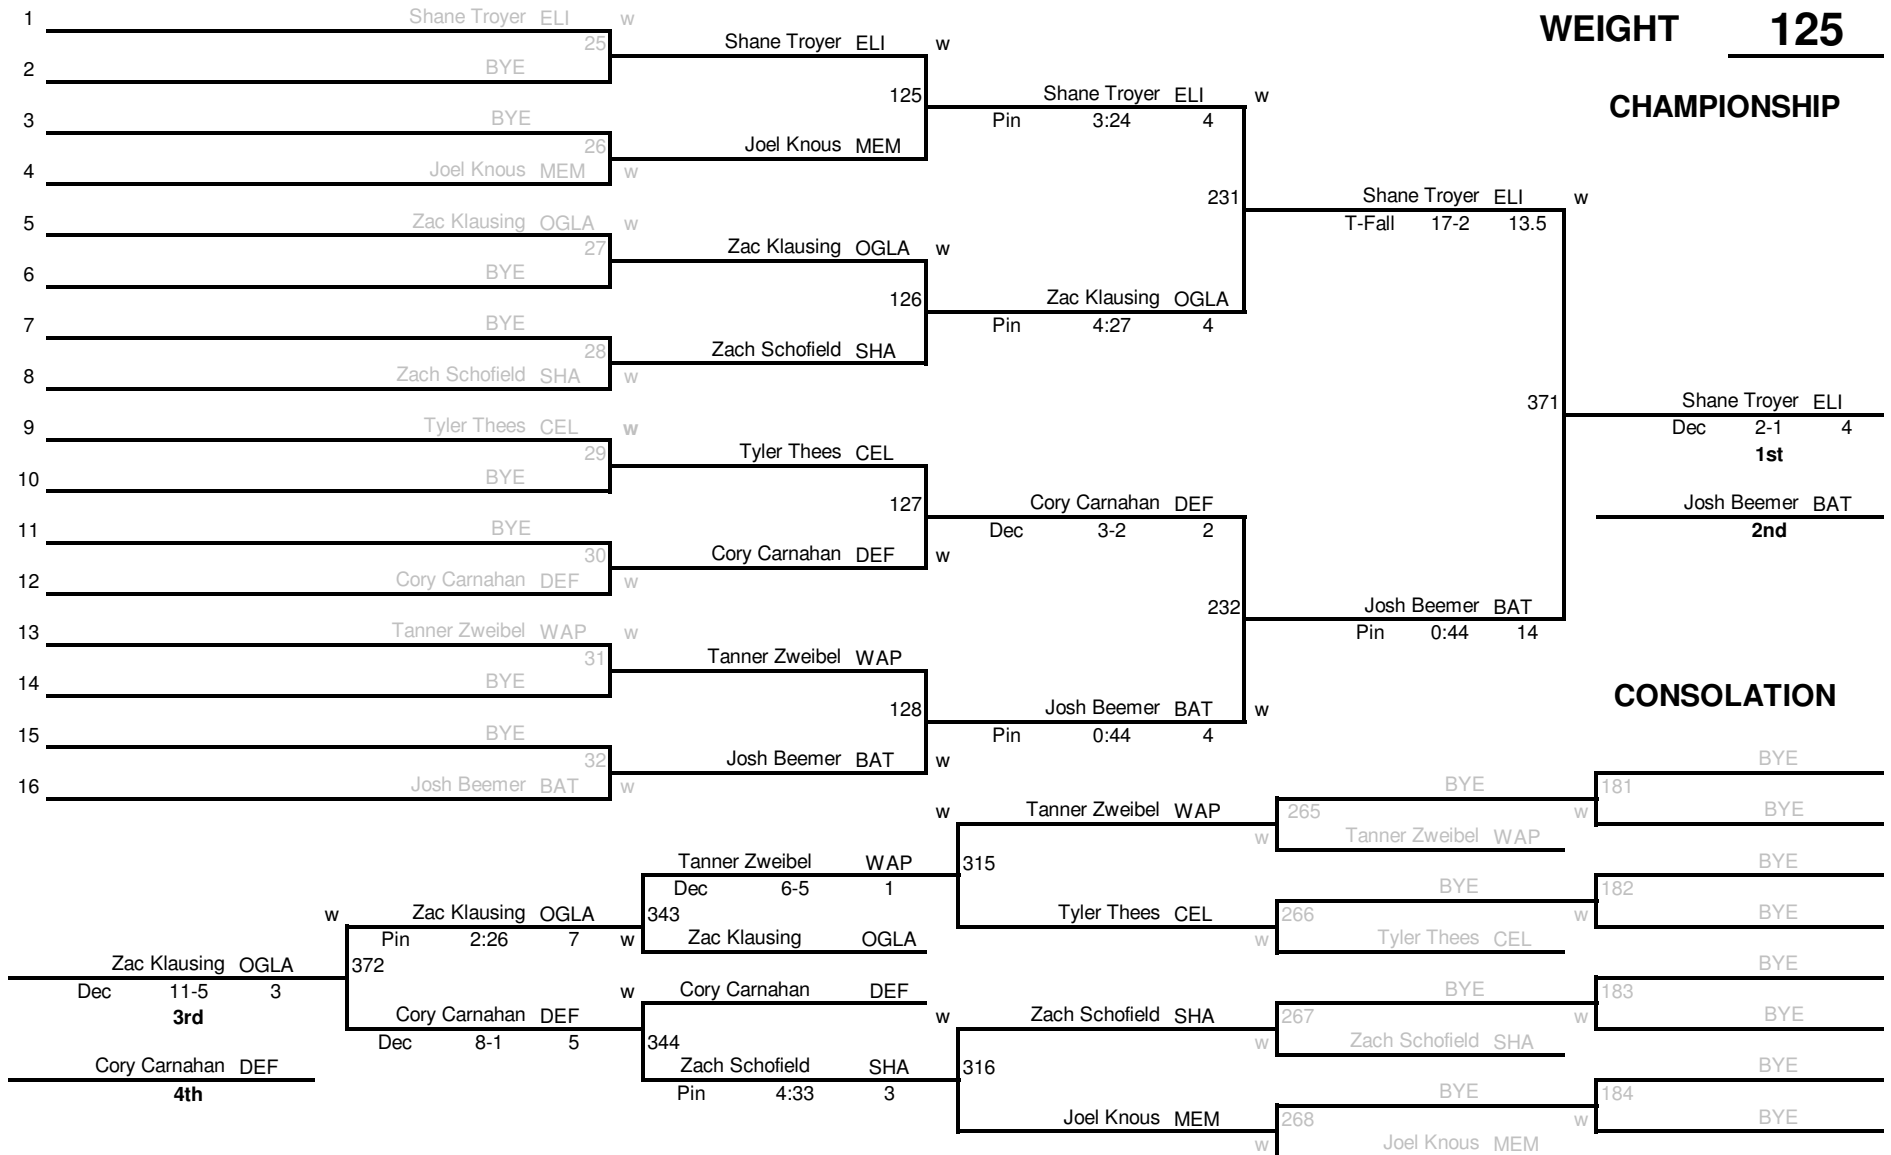 1 Shane Troyer ELI w
WEIGHT 125
25 Shane Troyer ELI w
2 BYE
125 Shane Troyer ELI w
CHAMPIONSHIP
3 BYE
Pin 3:24 4
26 Joel Knous MEM
4 Joel Knous MEM w
231 Shane Troyer ELI w
5 Zac Klausing OGLA w
T-Fall 17-2 13.5
27 Zac Klausing OGLA w
6 BYE
126 Zac Klausing OGLA
7 BYE
Pin 4:27 4
28 Zach Schofield SHA
8 Zach Schofield SHA w
371 Shane Troyer ELI
9 Tyler Thees CEL w
Dec 2-1 4
29 Tyler Thees CEL
1st
10 BYE
127 Cory Carnahan DEF
Josh Beemer BAT
11 BYE
Dec 3-2 2
2nd
30 Cory Carnahan DEF w
12 Cory Carnahan DEF w
232 Josh Beemer BAT
13 Tanner Zweibel WAP w
Pin 0:44 14
31 Tanner Zweibel WAP
14 BYE
CONSOLATION
128 Josh Beemer BAT w
15 BYE
Pin 0:44 4
32 Josh Beemer BAT w
BYE
16 Josh Beemer BAT w
BYE
181
w Tanner Zweibel WAP
265
w
BYE
w Tanner Zweibel WAP
Tanner Zweibel WAP
315
BYE
Dec 6-5 1
BYE
182
w Zac Klausing OGLA
343
Tyler Thees CEL
266
w
BYE
Pin 2:26 7
w Zac Klausing OGLA
w Tyler Thees CEL
Zac Klausing OGLA
372
BYE
Dec 11-5 3
w Cory Carnahan DEF
BYE
183
3rd
Cory Carnahan DEF
w Zach Schofield SHA
267
w
BYE
Dec 8-1 5
344
w Zach Schofield SHA
Cory Carnahan DEF
Zach Schofield SHA
316
BYE
4th
Pin 4:33 3
BYE
184
Joel Knous MEM
268
w
BYE
w Joel Knous MEM